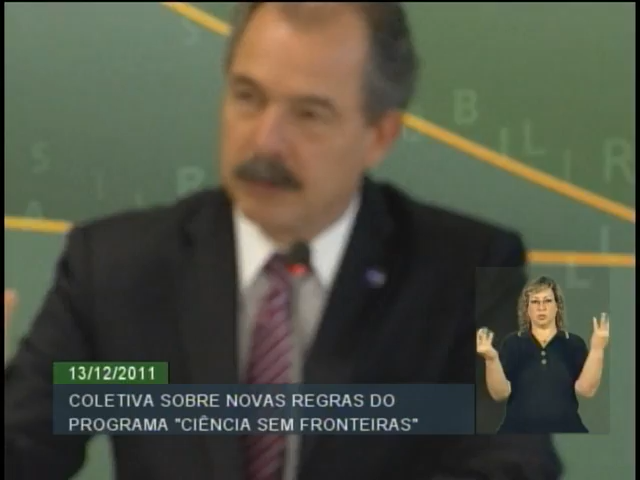 13/12/2011
COLETIVA SOBRE NOVAS REGRAS DO
PROGRAMA "CIÊNCIA SEM FRONTEIRAS"